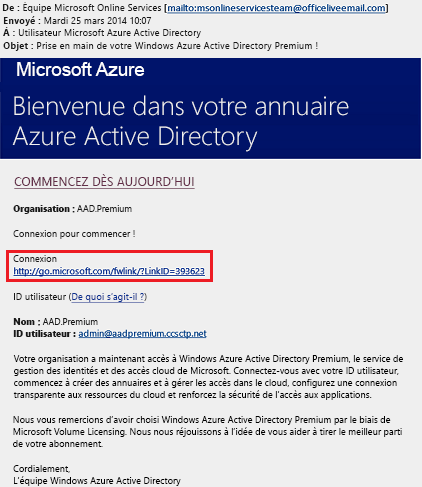 De : Équipe Microsoft Online Services [mailto:msonlineservicesteam@officeliveemail.com]
Envoyé : Mardi 25 mars 2014 10:07
À : Utilisateur Microsoft Azure Active Directory
Objet : Prise en main de votre Windows Azure Active Directory Premium !
Microsoft Azure
Bienvenue dans votre annuaire
Azure Active Directory
COMMENCEZ DÈS AUJOURD'HUI
Organisation : AAD.Premium
Connexion pour commencer !
Connexion
http://go.microsoft.com/fwlink/?LinkID=393623
ID utilisateur (De quoi s'agit-il ?)
Nom : AAD.Premium
ID utilisateur : admin@aadpremium.ccsctp.net
Votre organisation a maintenant accès à Windows Azure Active Directory Premium, le service de
gestion des identités et des accès cloud de Microsoft. Connectez-vous avec votre ID utilisateur,
commencez à créer des annuaires et à gérer les accès dans le cloud, configurez une connexion
transparente aux ressources du cloud et renforcez la sécurité de l'accès aux applications.
Nous vous remercions d'avoir choisi Windows Azure Active Directory Premium par le biais de
Microsoft Volume Licensing. Nous nous réjouissons à l'idée de vous aider à tirer le meilleur parti
de votre abonnement.
Cordialement,
L'équipe Windows Azure Active Directory